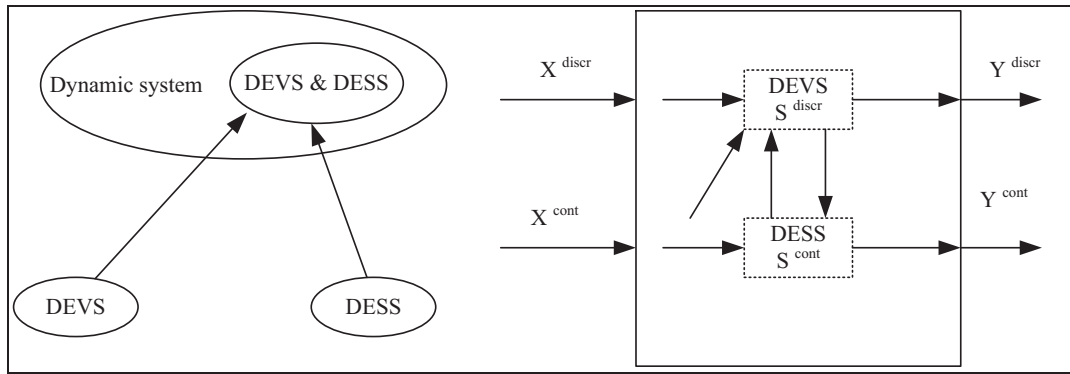 Dynamic system
DEVS & DESS
DEVS
DESS
X discr
X cont
DEVS
S discr
DESS
S cont
Y discr
Y cont